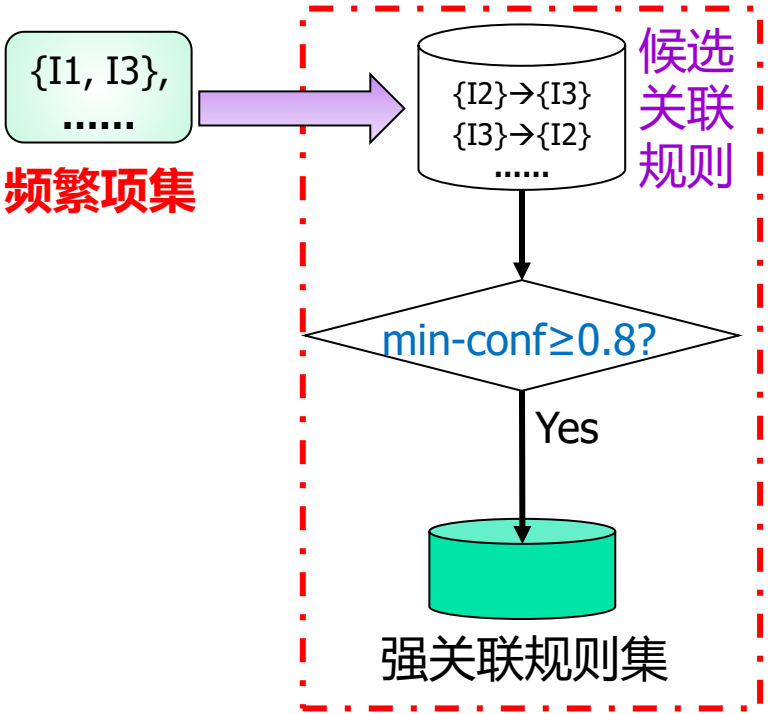 {I1, I3},
......
频繁项集
{I2}→{I3}
{I3}→{I2}
......
候选
关联
规则
min-conf≥0.8?
Yes
强关联规则集